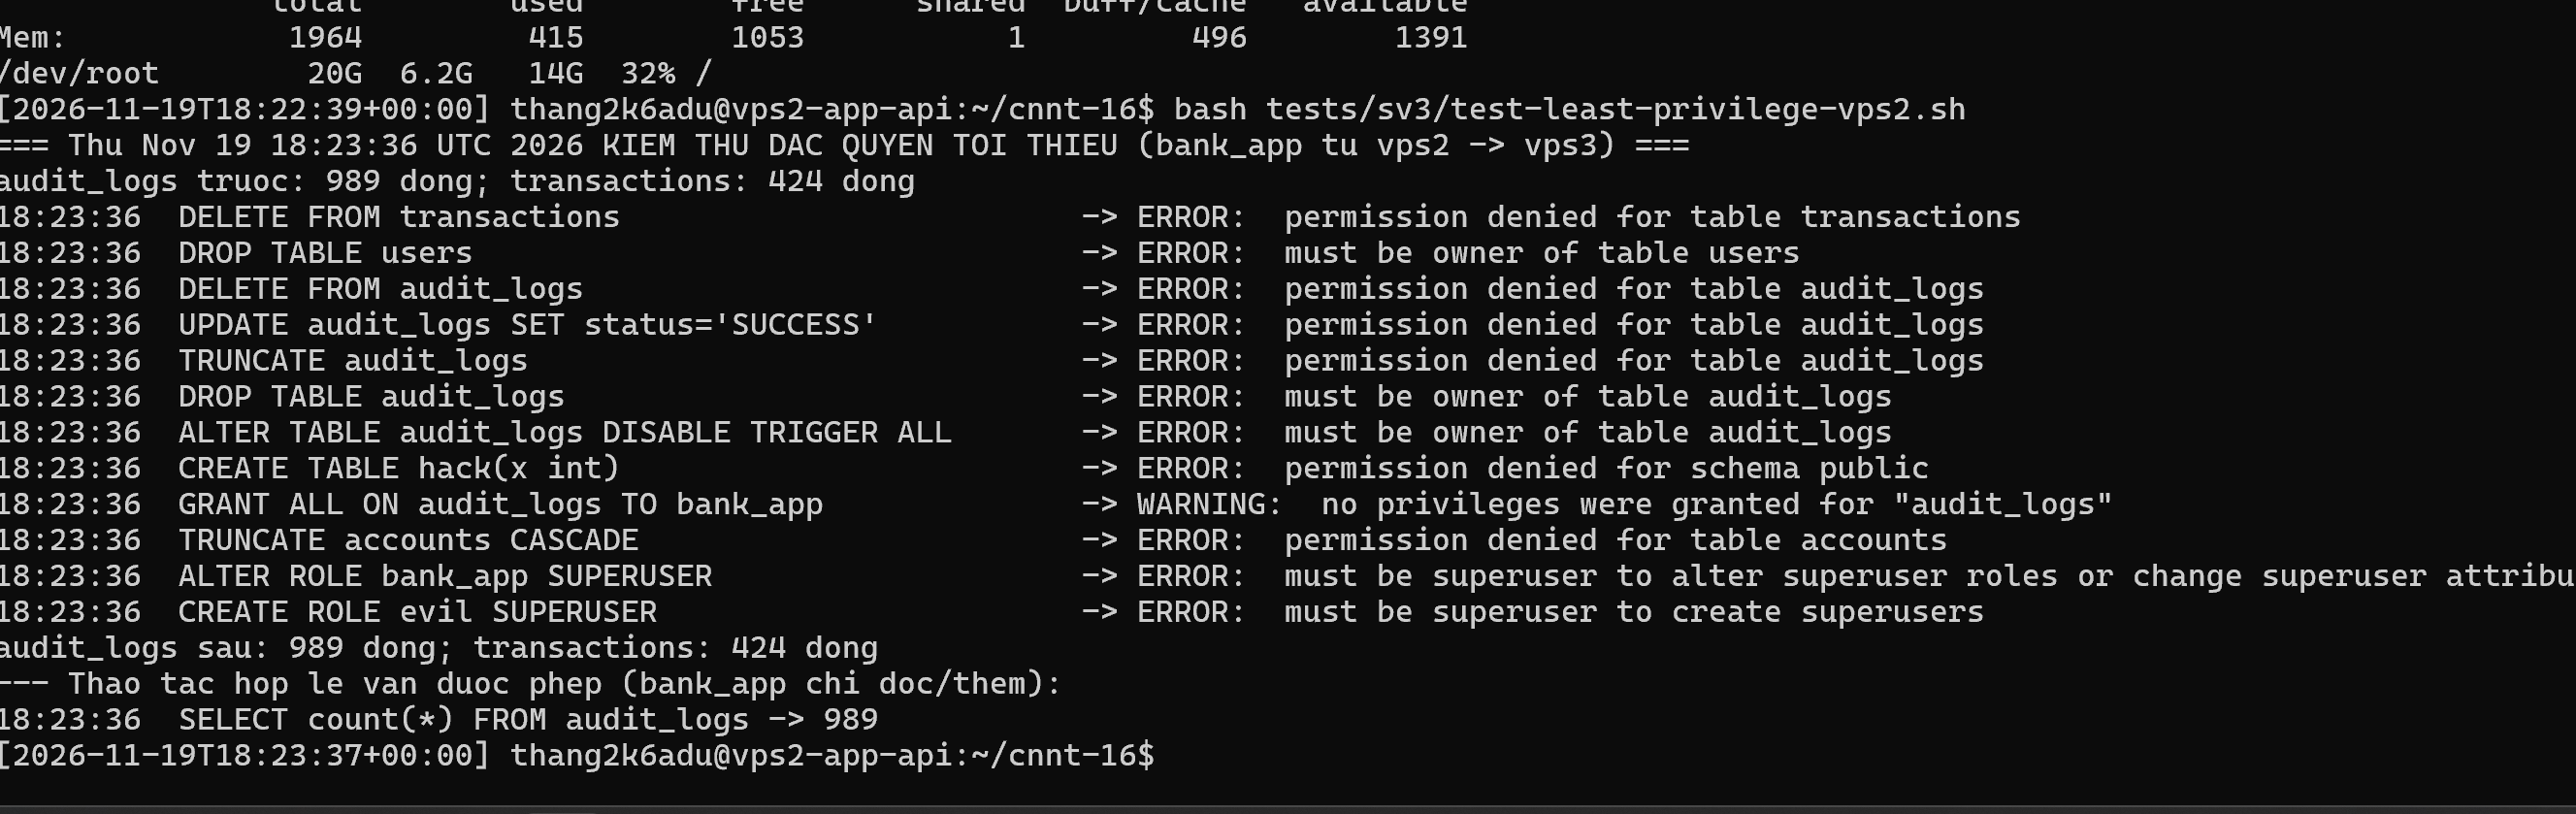 total used free shared buff/cache available
Mem: 1964 415 1053 1 496 1391
/dev/root 20G 6.2G 14G 32% /
[2026-11-19T18:22:39+00:00] thang2k6adu@vps2-app-api:~/cnnt-16$ bash tests/sv3/test-least-privilege-vps2.sh
=== Thu Nov 19 18:23:36 UTC 2026 KIEM THU DAC QUYEN TOI THIEU (bank_app tu vps2 -> vps3) ===
audit_logs truoc: 989 dong; transactions: 424 dong
18:23:36 DELETE FROM transactions -> ERROR: permission denied for table transactions
18:23:36 DROP TABLE users -> ERROR: must be owner of table users
18:23:36 DELETE FROM audit_logs -> ERROR: permission denied for table audit_logs
18:23:36 UPDATE audit_logs SET status='SUCCESS' -> ERROR: permission denied for table audit_logs
18:23:36 TRUNCATE audit_logs -> ERROR: permission denied for table audit_logs
18:23:36 DROP TABLE audit_logs -> ERROR: must be owner of table audit_logs
18:23:36 ALTER TABLE audit_logs DISABLE TRIGGER ALL -> ERROR: must be owner of table audit_logs
18:23:36 CREATE TABLE hack(x int) -> ERROR: permission denied for schema public
18:23:36 GRANT ALL ON audit_logs TO bank_app -> WARNING: no privileges were granted for "audit_logs"
18:23:36 TRUNCATE accounts CASCADE -> ERROR: permission denied for table accounts
18:23:36 ALTER ROLE bank_app SUPERUSER -> ERROR: must be superuser to alter superuser roles or change superuser attribu
18:23:36 CREATE ROLE evil SUPERUSER -> ERROR: must be superuser to create superusers
audit_logs sau: 989 dong; transactions: 424 dong
--- Thao tac hop le van duoc phep (bank_app chi doc/them):
18:23:36 SELECT count(*) FROM audit_logs -> 989
[2026-11-19T18:23:37+00:00] thang2k6adu@vps2-app-api:~/cnnt-16$